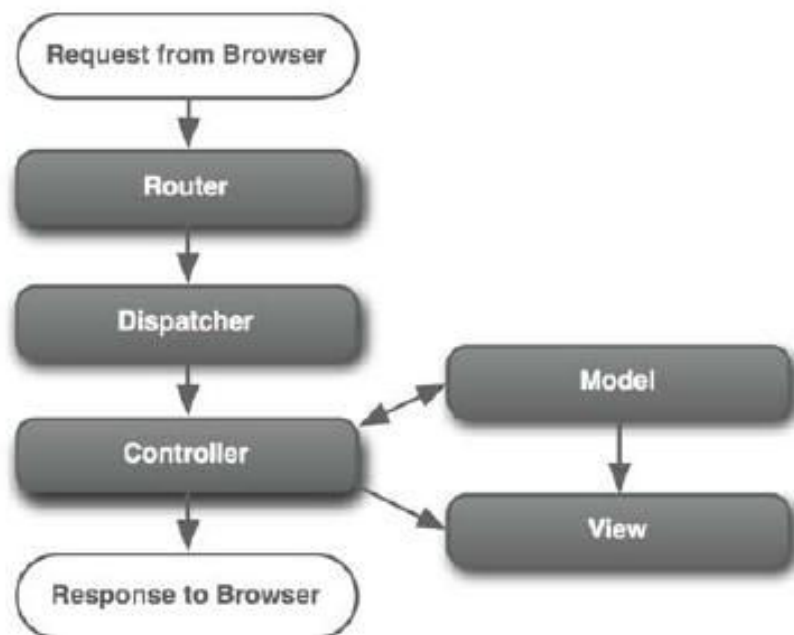 Request from Browser
Router
Dispatcher
Model
Controller
View
Response to Browser